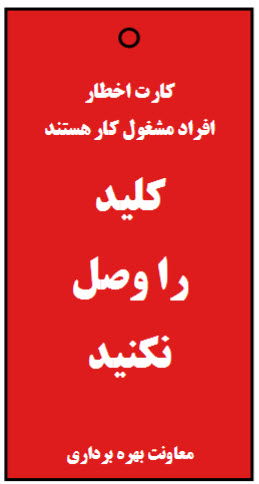 کارت اخطار
افراد مشغول کار هستند
کلید
را وصل
نکنید
معاونت بهره برداری